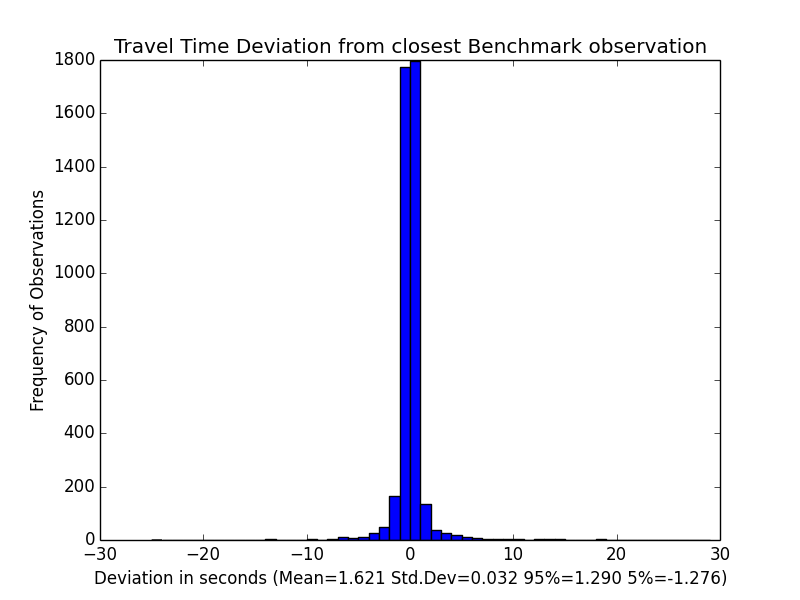 Travel Time Deviation from closest Benchmark observation
1800
1600
1400
1200
1000
800
600
400
200
0
Frequency of Observations
−30 −20 −10 0 10 20 30
Deviation in seconds (Mean=1.621 Std.Dev=0.032 95%=1.290 5%=-1.276)